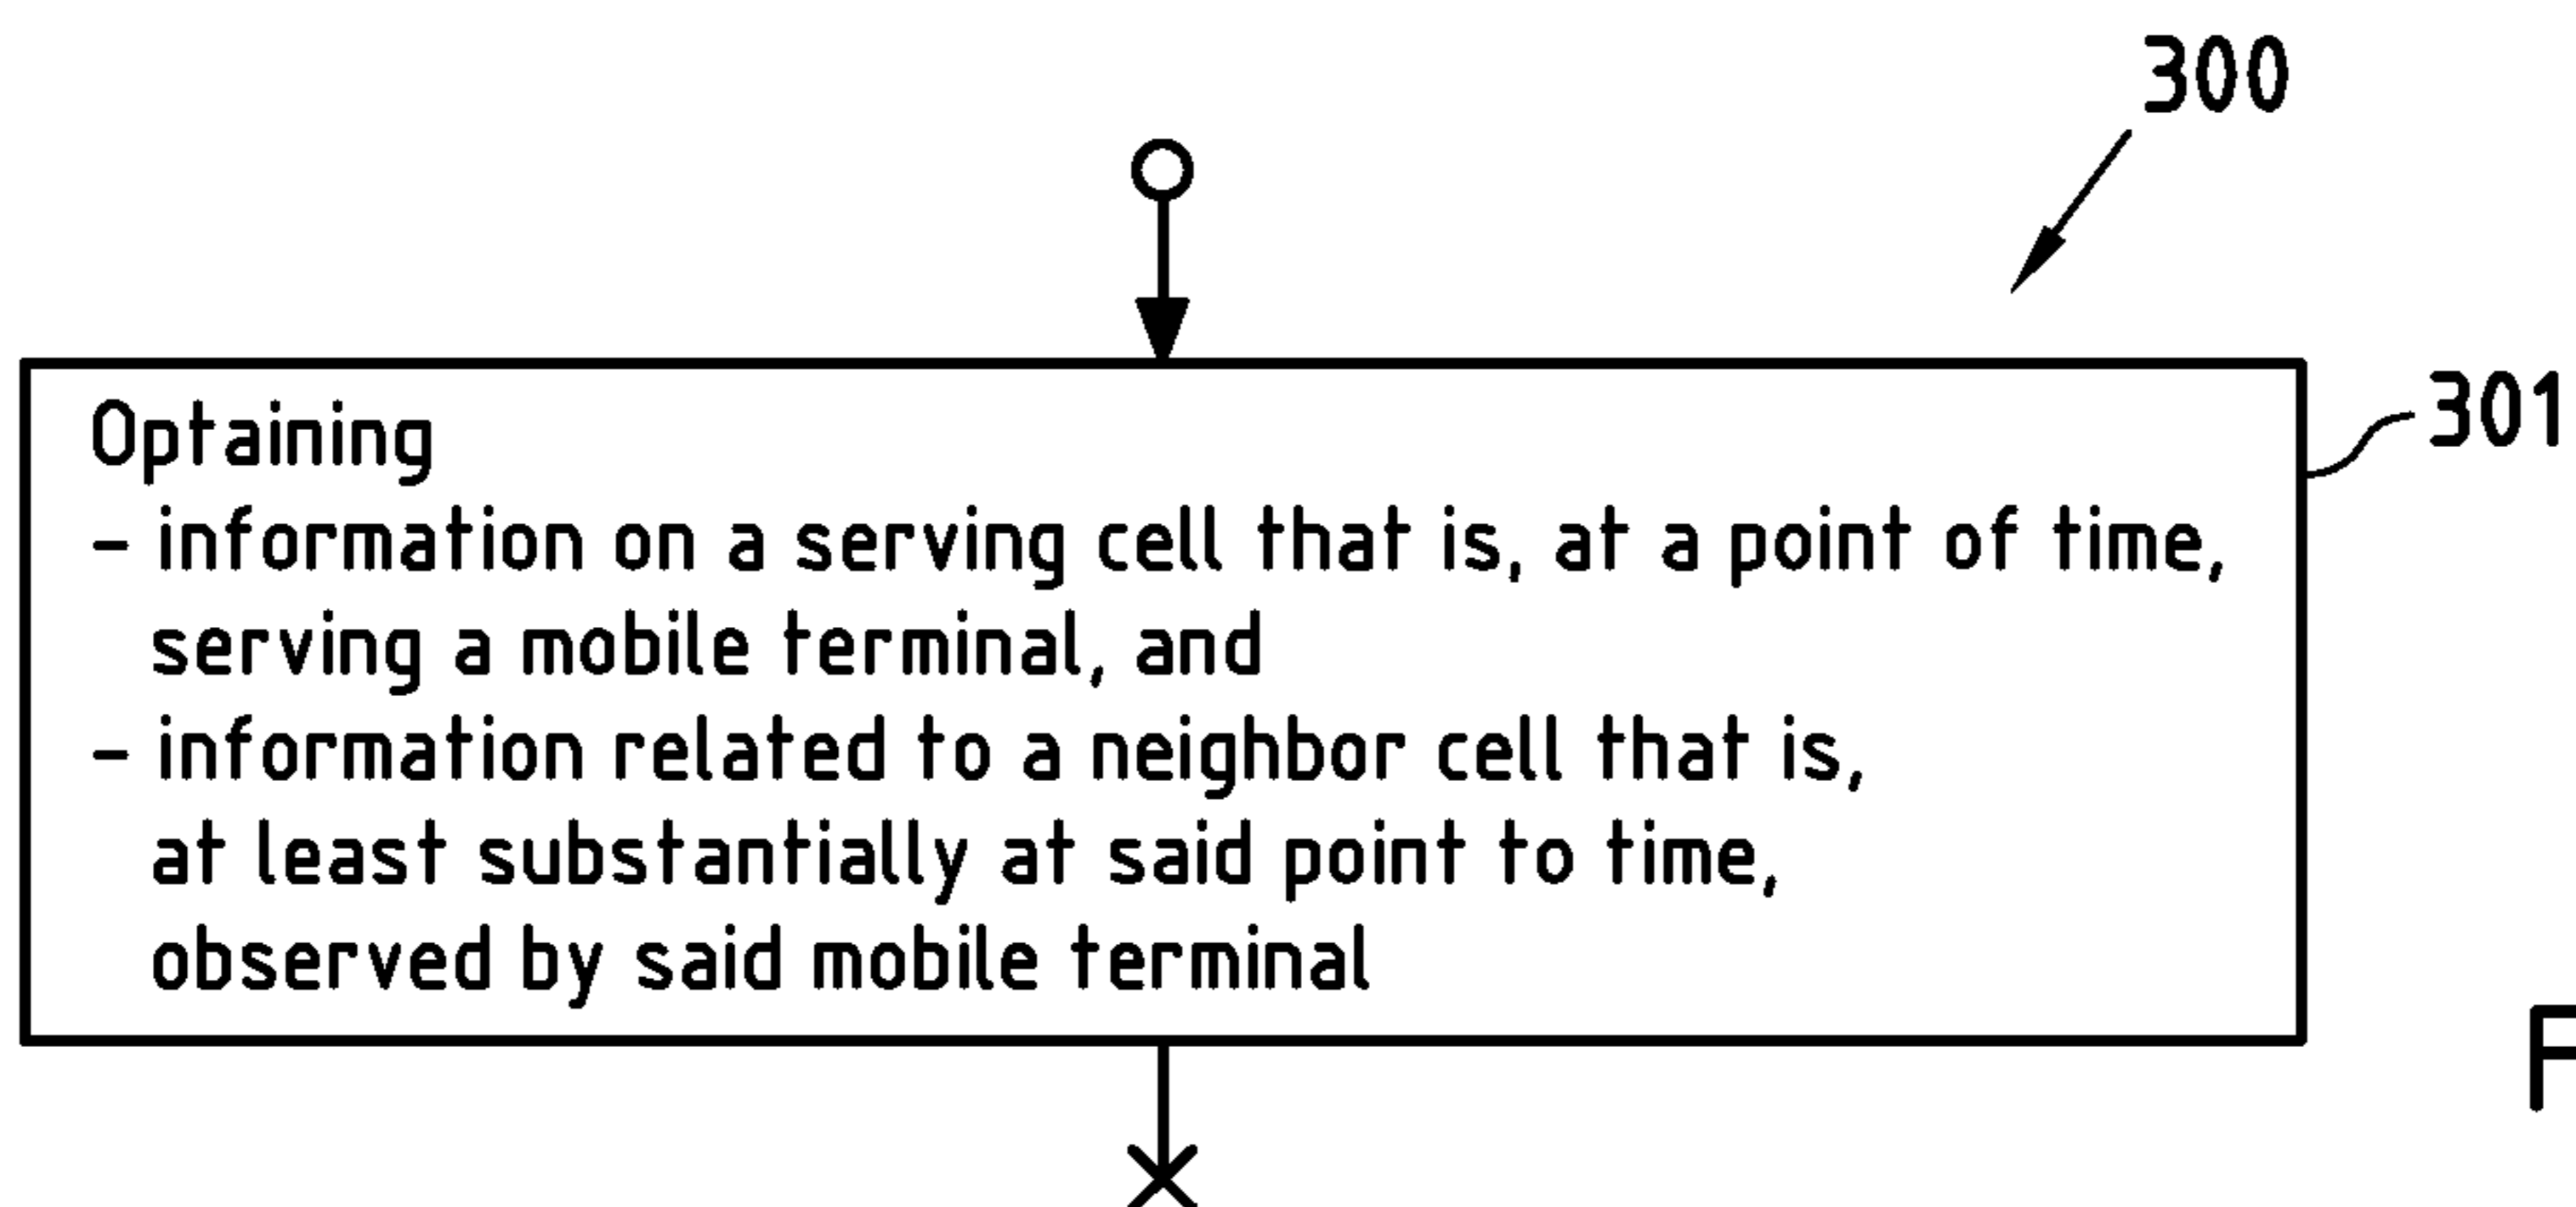 300
301
Optaining
- information on a serving cell that is, at a point of time,
serving a mobile terminal, and
- information related to a neighbor cell that is,
at least substantially at said point to time,
observed by said mobile terminal
F